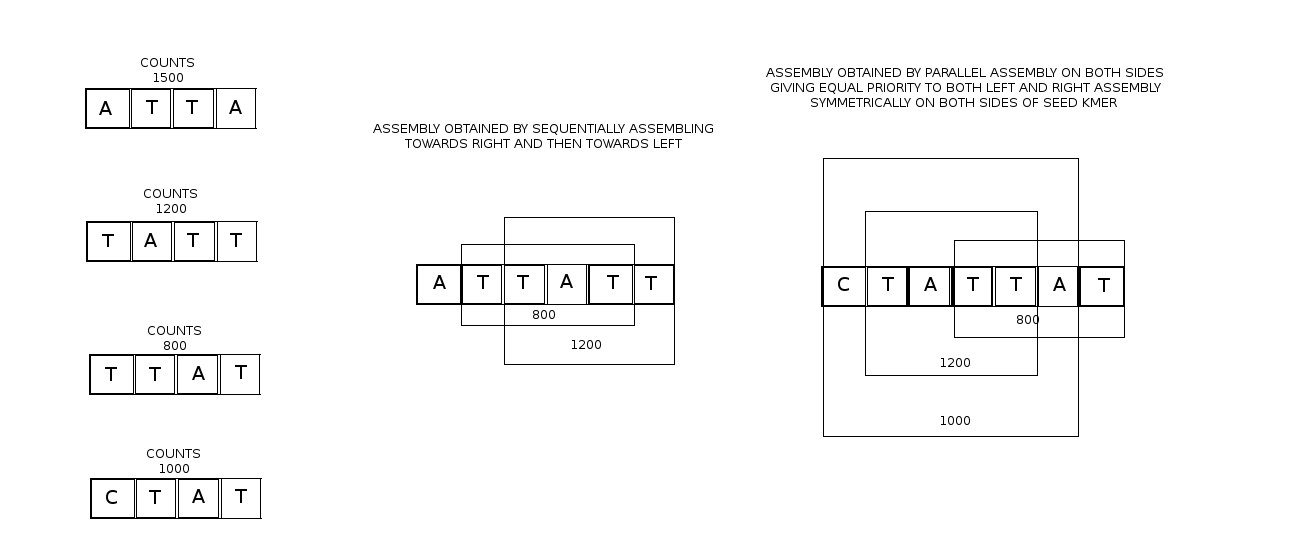 COUNTS
1500
A T T A
COUNTS
1200
T A T T
COUNTS
800
T T A T
COUNTS
1000
C T A T
ASSEMBLY OBTAINED BY SEQUENTIALLY ASSEMBLING
TOWARDS RIGHT AND THEN TOWARDS LEFT
A T T A T T
800
1200
ASSEMBLY OBTAINED BY PARALLEL ASSEMBLY ON BOTH SIDES
GIVING EQUAL PRIORITY TO BOTH LEFT AND RIGHT ASSEMBLY
SYMMETRICALLY ON BOTH SIDES OF SEED KMER
C T A T T A T
800
1200
1000